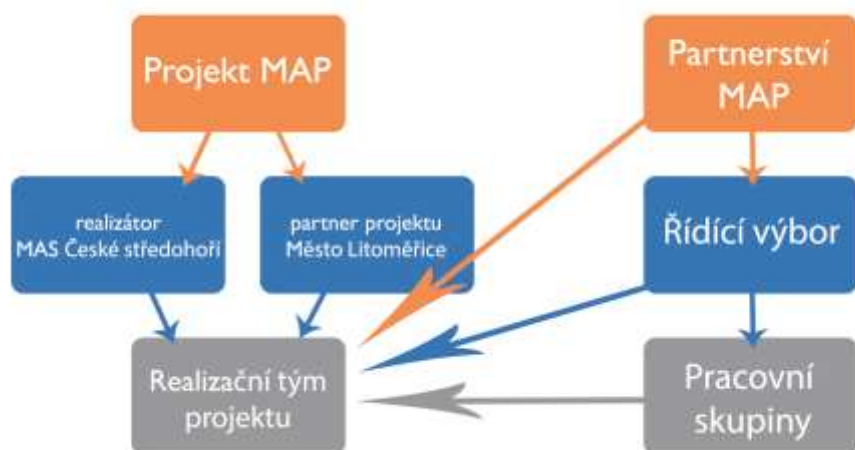 Projekt MAP
Partnerství
MAP
realizátor
MAS České středohoří
partner projektu
Město Litoměřice
Řídící výbor
Realizační tým
projektu
Pracovní
skupiny